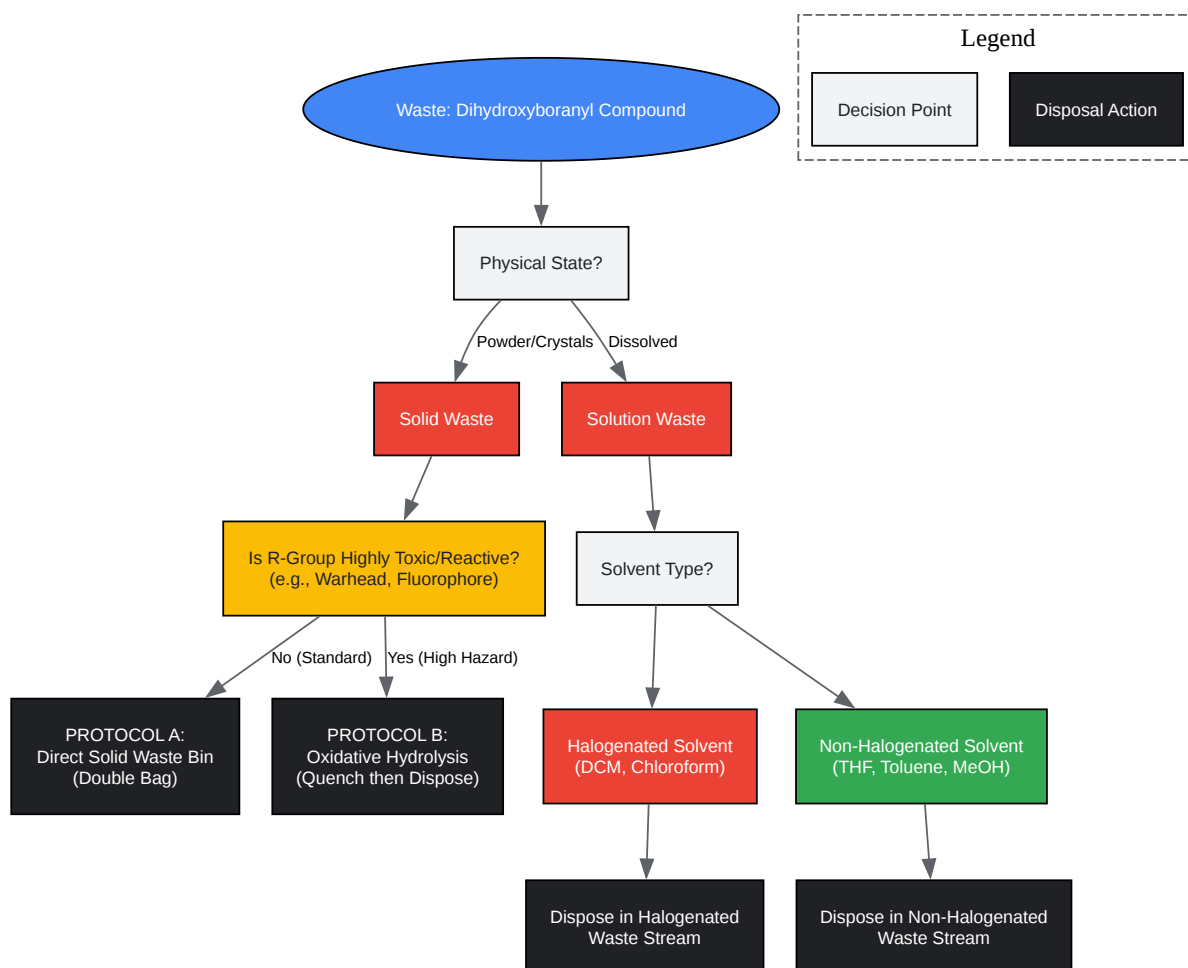 Legend
Decision Point
Disposal Action
Waste: Dihydroxyboranyl Compound
Physical State?
Powder/Crystals
Dissolved
Solid Waste
Solution Waste
Is R-Group Highly Toxic/Reactive?
(e.g., Warhead, Fluorophore)
Solvent Type?
No (Standard)
Yes (High Hazard)
PROTOCOL A:
Direct Solid Waste Bin
(Double Bag)
PROTOCOL B:
Oxidative Hydrolysis
(Quench then Dispose)
Halogenated Solvent
(DCM, Chloroform)
Non-Halogenated Solvent
(THF, Toluene, MeOH)
Dispose in Halogenated
Waste Stream
Dispose in Non-Halogenated
Waste Stream